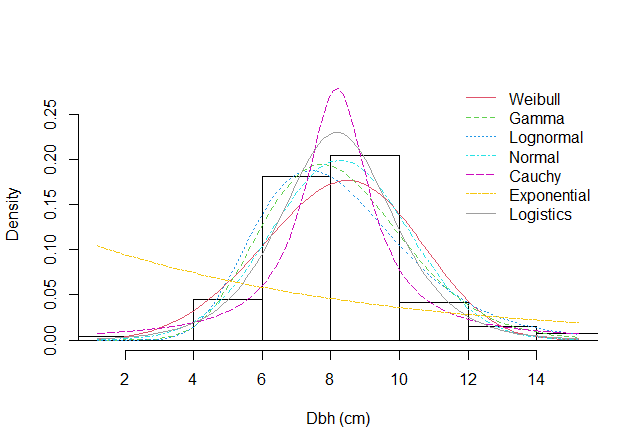 Density
0.00 0.05 0.10 0.15 0.20 0.25
Weibull
Gamma
Lognormal
Normal
Cauchy
Exponential
Logistics
2 4 6 8 10 12 14
Dbh (cm)